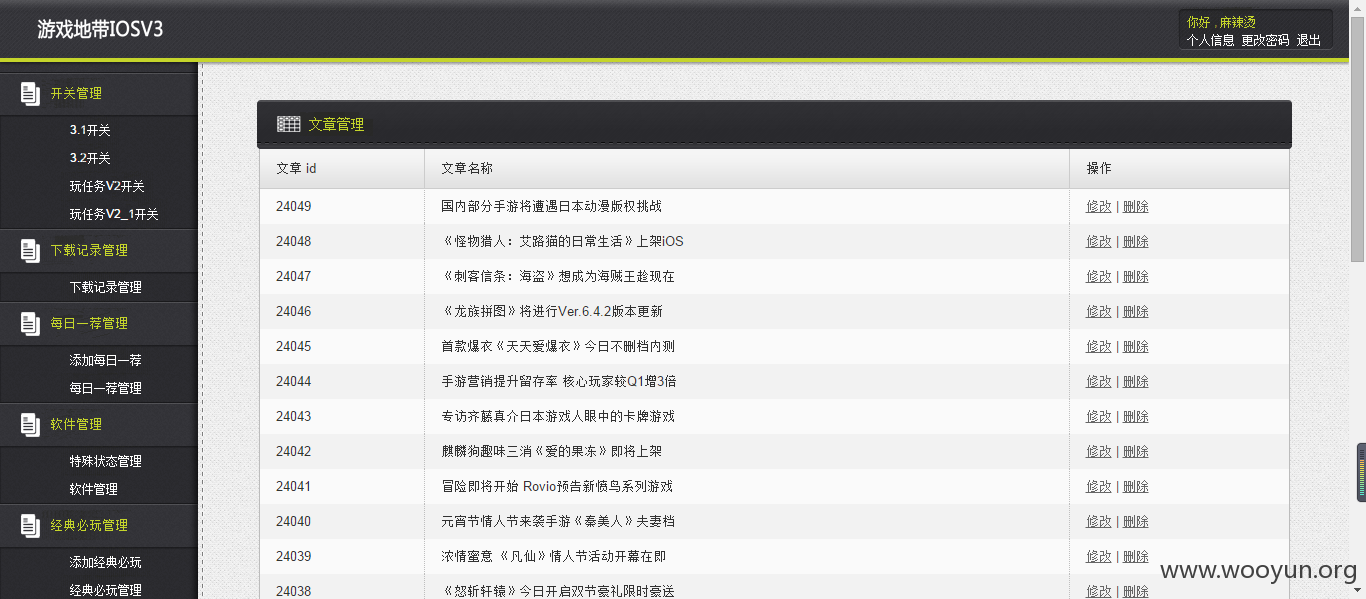 游戏地带IOSV3
你好 , 麻辣烫
个人信息 更改密码 退出
开关管理
3.1开关
3.2开关
玩任务V2开关
玩任务V2_1开关
下载记录管理
下载记录管理
每日一荐管理
添加每日一荐
每日一荐管理
软件管理
特殊状态管理
软件管理
经典必玩管理
添加经典必玩
经典必玩管理
文章管理
文章 id 文章名称 操作
24049 国内部分手游将遭遇日本动漫版权挑战 修改 | 删除
24048 《怪物猎人：艾路猫的日常生活》上架iOS 修改 | 删除
24047 《刺客信条：海盗》想成为海贼王趁现在 修改 | 删除
24046 《龙族拼图》将进行Ver.6.4.2版本更新 修改 | 删除
24045 首款爆衣《天天爱爆衣》今日不删档内测 修改 | 删除
24044 手游营销提升留存率 核心玩家较Q1增3倍 修改 | 删除
24043 专访齐藤真介日本游戏人眼中的卡牌游戏 修改 | 删除
24042 麒麟狗趣味三消《爱的果冻》即将上架 修改 | 删除
24041 冒险即将开始 Rovio预告新愤鸟系列游戏 修改 | 删除
24040 元宵节情人节来袭手游《秦美人》夫妻档 修改 | 删除
24039 浓情蜜意 《凡仙》情人节活动开幕在即 修改 | 删除
24038 《怒斩轩辕》今日开启双节豪礼限时豪送 修改 | 删除
www.wooyun.org